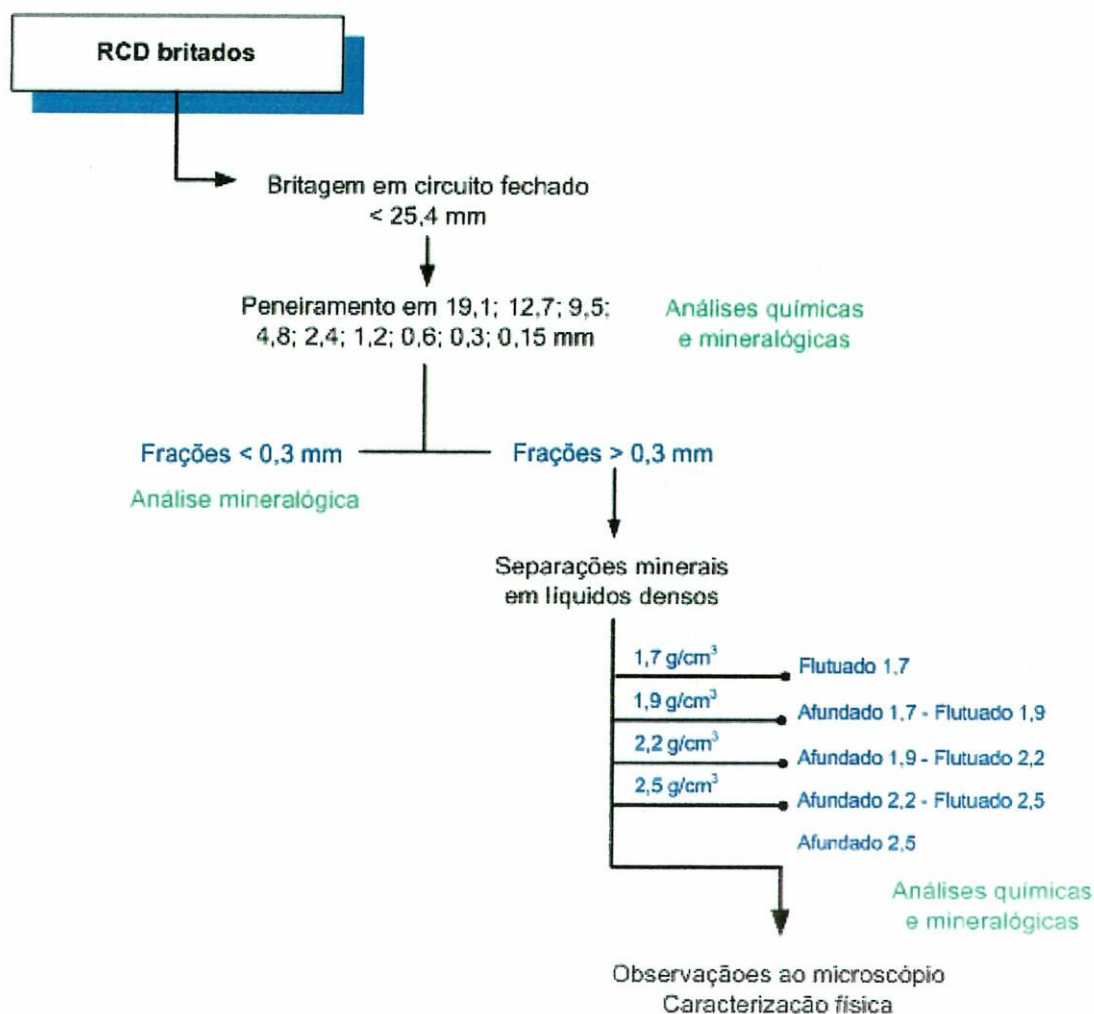 RCD britados
Britagem em circuito fechado
< 25,4 mm
Peneiramento em 19,1; 12,7; 9,5;
4,8; 2,4; 1,2; 0,6; 0,3; 0,15 mm
Análises químicas
e mineralógicas
Frações < 0,3 mm
Frações > 0,3 mm
Análise mineralógica
Separações minerais
em líquidos densos
1,7 g/cm³
Flutuado 1,7
1,9 g/cm³
Afundado 1,7 - Flutuado 1,9
2,2 g/cm³
Afundado 1,9 - Flutuado 2,2
2,5 g/cm³
Afundado 2,2 - Flutuado 2,5
Afundado 2,5
Análises químicas
e mineralógicas
Observaçãoes ao microscópio
Caracterização física